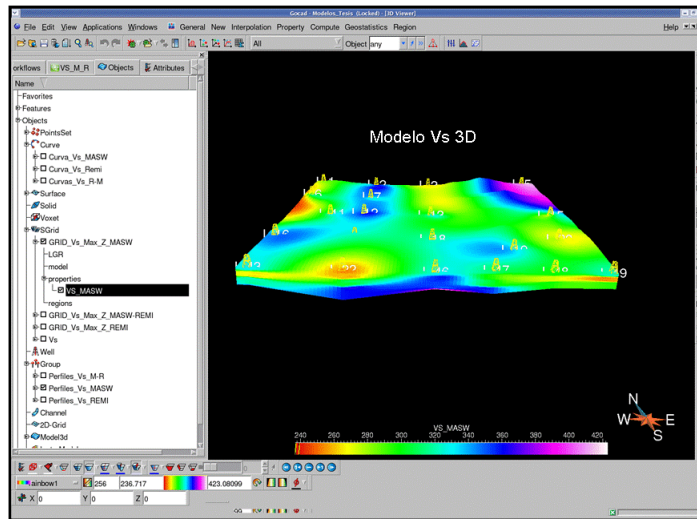 Gocad - Modelos_Tesis (Locked) - [3D Viewer]
File Edit View Applications Windows General New Interpolation Property Compute Geostatistics Region Help
All Object any
orkflows VS_M_R Objects Attributes
Name
Favorites
Features
Objects
PointsSet
Curve
Curva_Vs_MASW
Curva_Vs_Remi
Curvas_Vs_R-M
Surface
Solid
Voxet
SGrid
GRID_Vs_Max_Z_MASW
LGR
model
properties
VS_MASW
regions
GRID_Vs_Max_Z_MASW-REMI
GRID_Vs_Max_Z_REMI
Vs
Well
Group
Perfiles_Vs_M-R
Perfiles_Vs_MASW
Perfiles_Vs_REMI
Channel
2D-Grid
Model3d
Modelo Vs 3D
N
W E
S
VS_MASW
240 260 280 300 320 340 360 380 400 420
ainbow1 256 236.717 423.08099
X 0 Y 0 Z 0